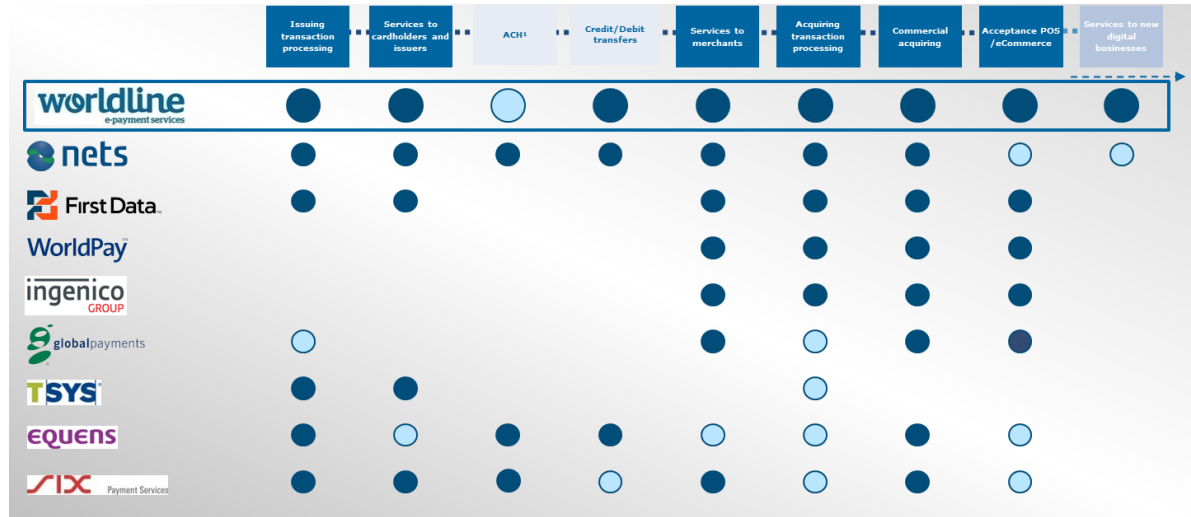 Issuing
transaction
processing
Services to
cardholders and
issuers
ACH¹
Credit/Debit
transfers
Services to
merchants
Acquiring
transaction
processing
Commercial
acquiring
Acceptance POS
/eCommerce
Services to new
digital
businesses
worldline
e-payment services
nets
First Data™
WorldPay™
ingenico
GROUP
globalpayments
TSYS®
equens
SIX Payment Services